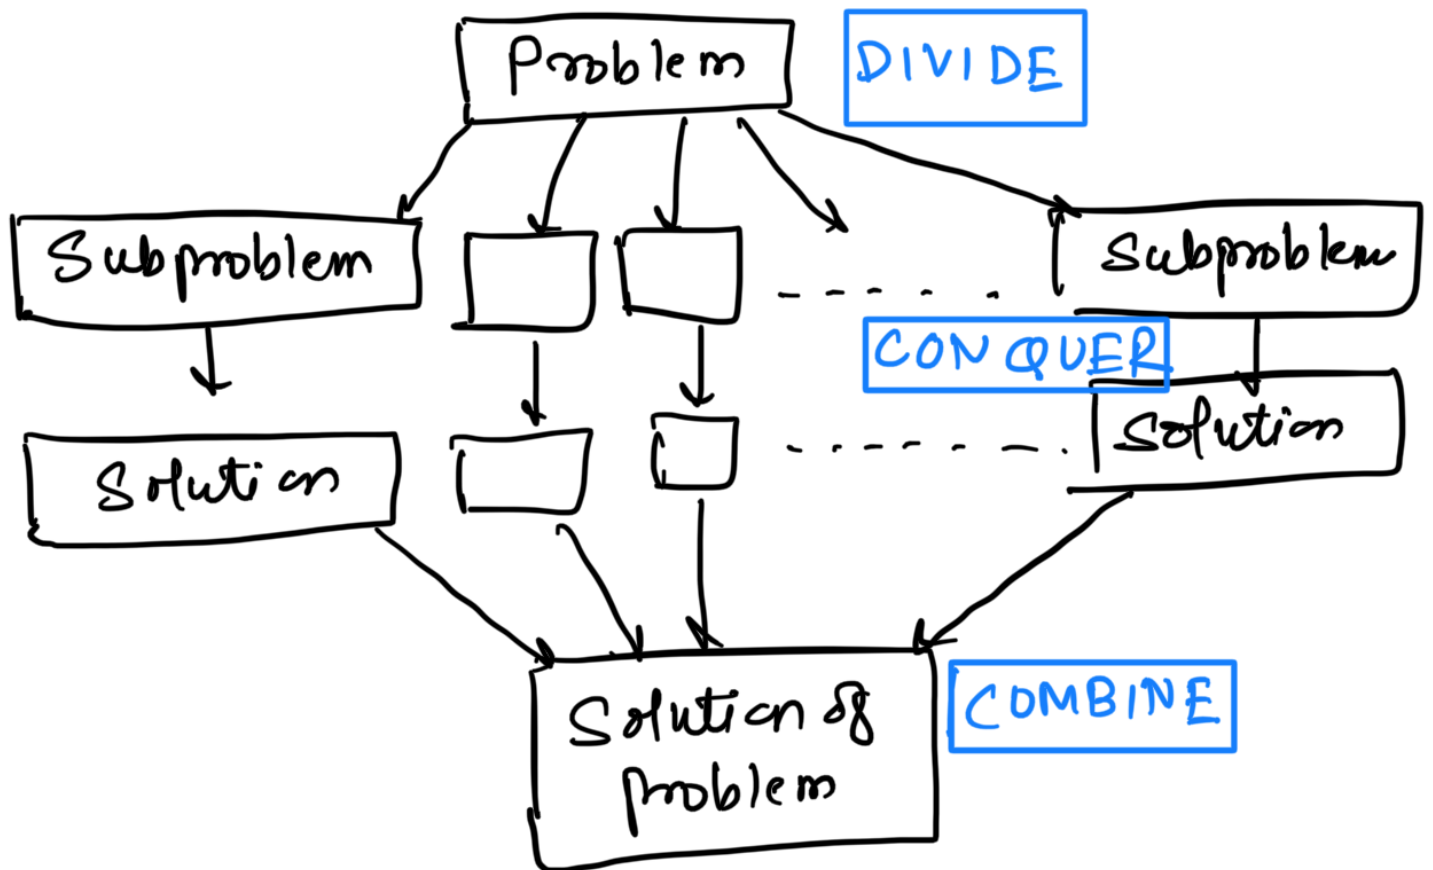 Problem
DIVIDE
Subproblem
Subproblem
CONQUER
Solution
Solution
Solution of
problem
COMBINE